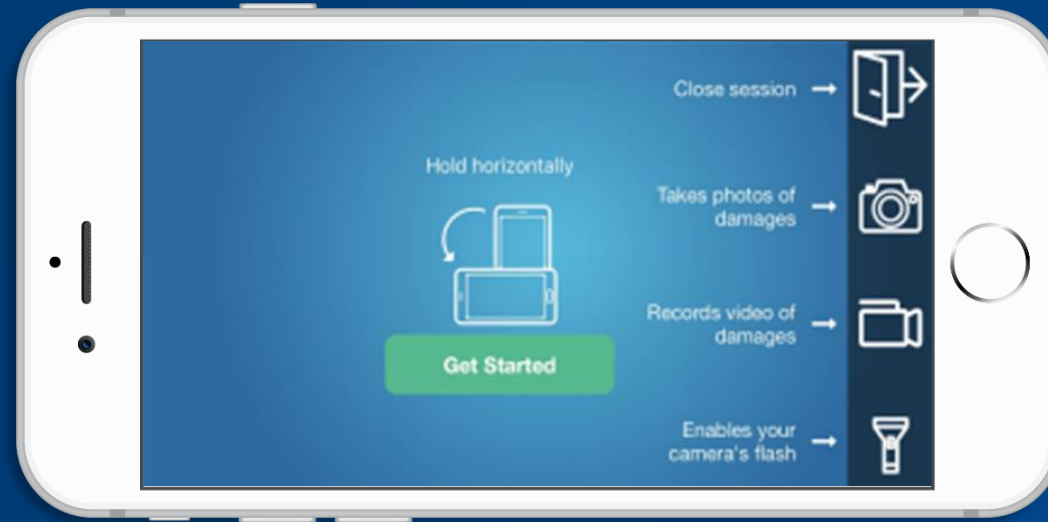 Close session
Hold horizontally
Takes photos of
damages
Records video of
damages
Get Started
Enables your
camera's flash